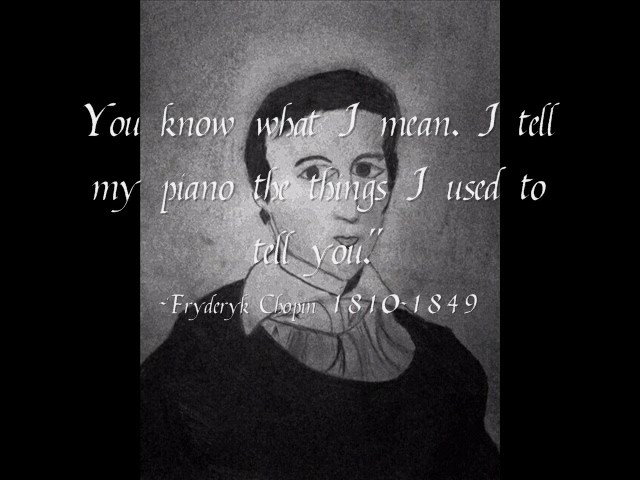 You know what I mean. I tell
my piano the things I used to
tell you."
~Fryderyk Chopin 1810-1849